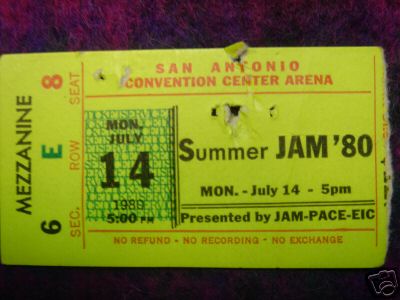 MEZZANINE
6 E 8
SEC. ROW SEAT
SAN ANTONIO
CONVENTION CENTER ARENA
MON.
JULY
14
1980
5:00 PM
Summer JAM '80
MON. - July 14 - 5pm
Presented by JAM-PACE-EIC
NO REFUND - NO RECORDING - NO EXCHANGE